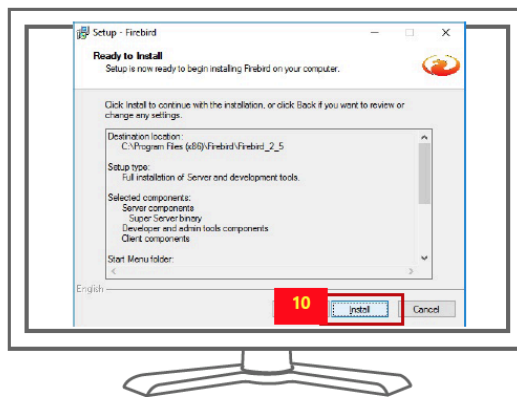 Setup - Firebird
Ready to Install
Setup is now ready to begin installing Firebird on your computer.
Click Install to continue with the installation, or click Back if you want to review or
change any settings.
Destination location:
C:\Program Files (x86)\Firebird\Firebird_2_5
Setup type:
Full installation of Server and development tools.
Selected components:
Server components
Super Server binary
Developer and admin tools components
Client components
Start Menu folder:
English
10
Install
Cancel